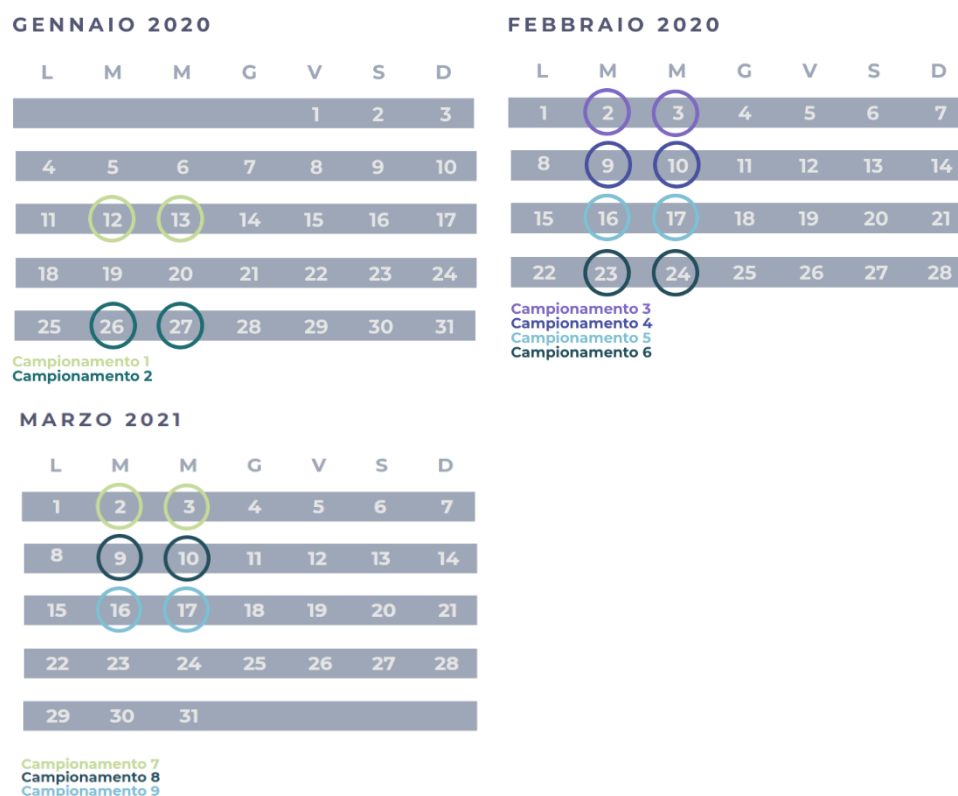 GENNAIO 2020
L M M G V S D
1 2 3
4 5 6 7 8 9 10
11 12 13 14 15 16 17
18 19 20 21 22 23 24
25 26 27 28 29 30 31
Campionamento 1
Campionamento 2
FEBBRAIO 2020
L M M G V S D
1 2 3 4 5 6 7
8 9 10 11 12 13 14
15 16 17 18 19 20 21
22 23 24 25 26 27 28
Campionamento 3
Campionamento 4
Campionamento 5
Campionamento 6
MARZO 2021
L M M G V S D
1 2 3 4 5 6 7
8 9 10 11 12 13 14
15 16 17 18 19 20 21
22 23 24 25 26 27 28
29 30 31
Campionamento 7
Campionamento 8
Campionamento 9